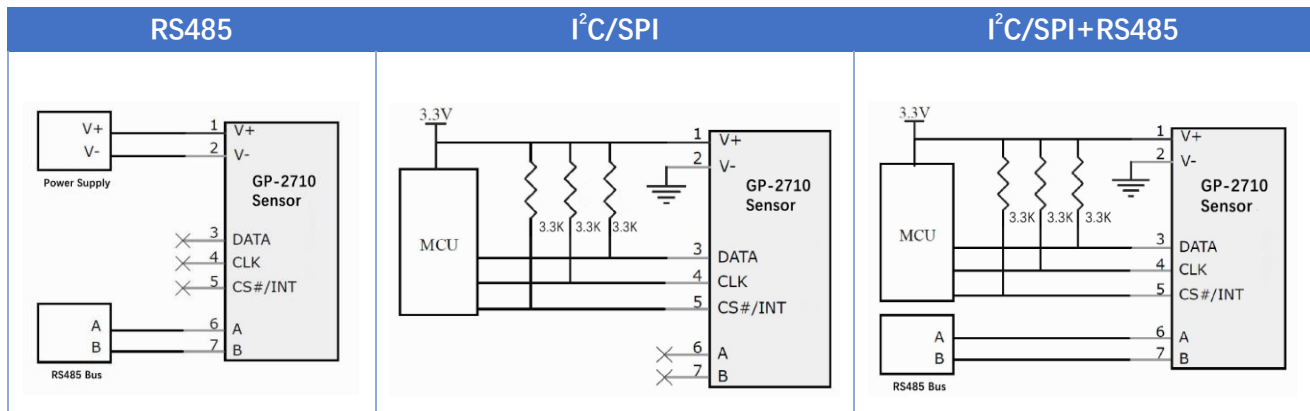 RS485
I²C/SPI
I²C/SPI+RS485
V+
V-
Power Supply
1
2
3
4
5
6
7
V+
V-
GP-2710
Sensor
DATA
CLK
CS#/INT
A
B
A
B
RS485 Bus
3.3V
MCU
3.3K 3.3K 3.3K
1
2
3
4
5
6
7
V+
V-
GP-2710
Sensor
DATA
CLK
CS#/INT
A
B
3.3V
MCU
3.3K 3.3K 3.3K
1
2
3
4
5
6
7
V+
V-
GP-2710
Sensor
DATA
CLK
CS#/INT
A
B
A
B
RS485 Bus